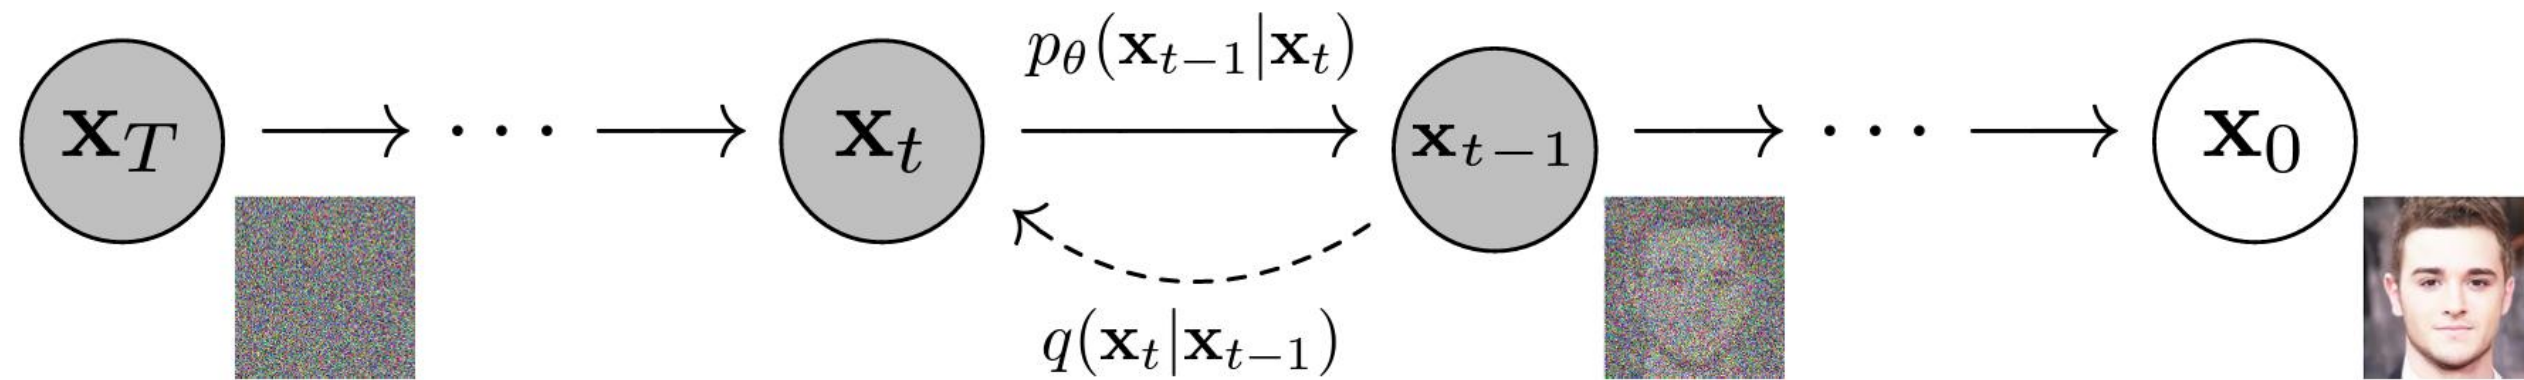 p_θ(x_{t−1}|x_t)
x_T → ··· → x_t → x_{t−1} → ··· → x_0
q(x_t|x_{t−1})